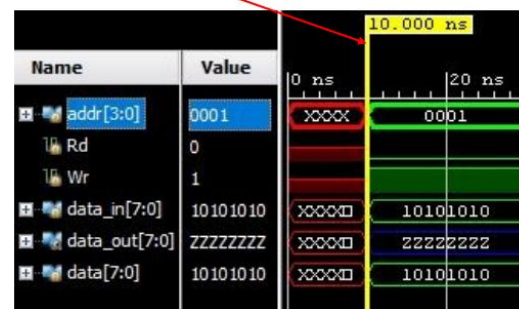 10.000 ns
Name Value 0 ns 20 ns
addr[3:0] 0001 XXXX 0001
Rd 0
Wr 1
data_in[7:0] 10101010 XXXX 10101010
data_out[7:0] ZZZZZZZZ XXXX ZZZZZZZZ
data[7:0] 10101010 XXXX 10101010